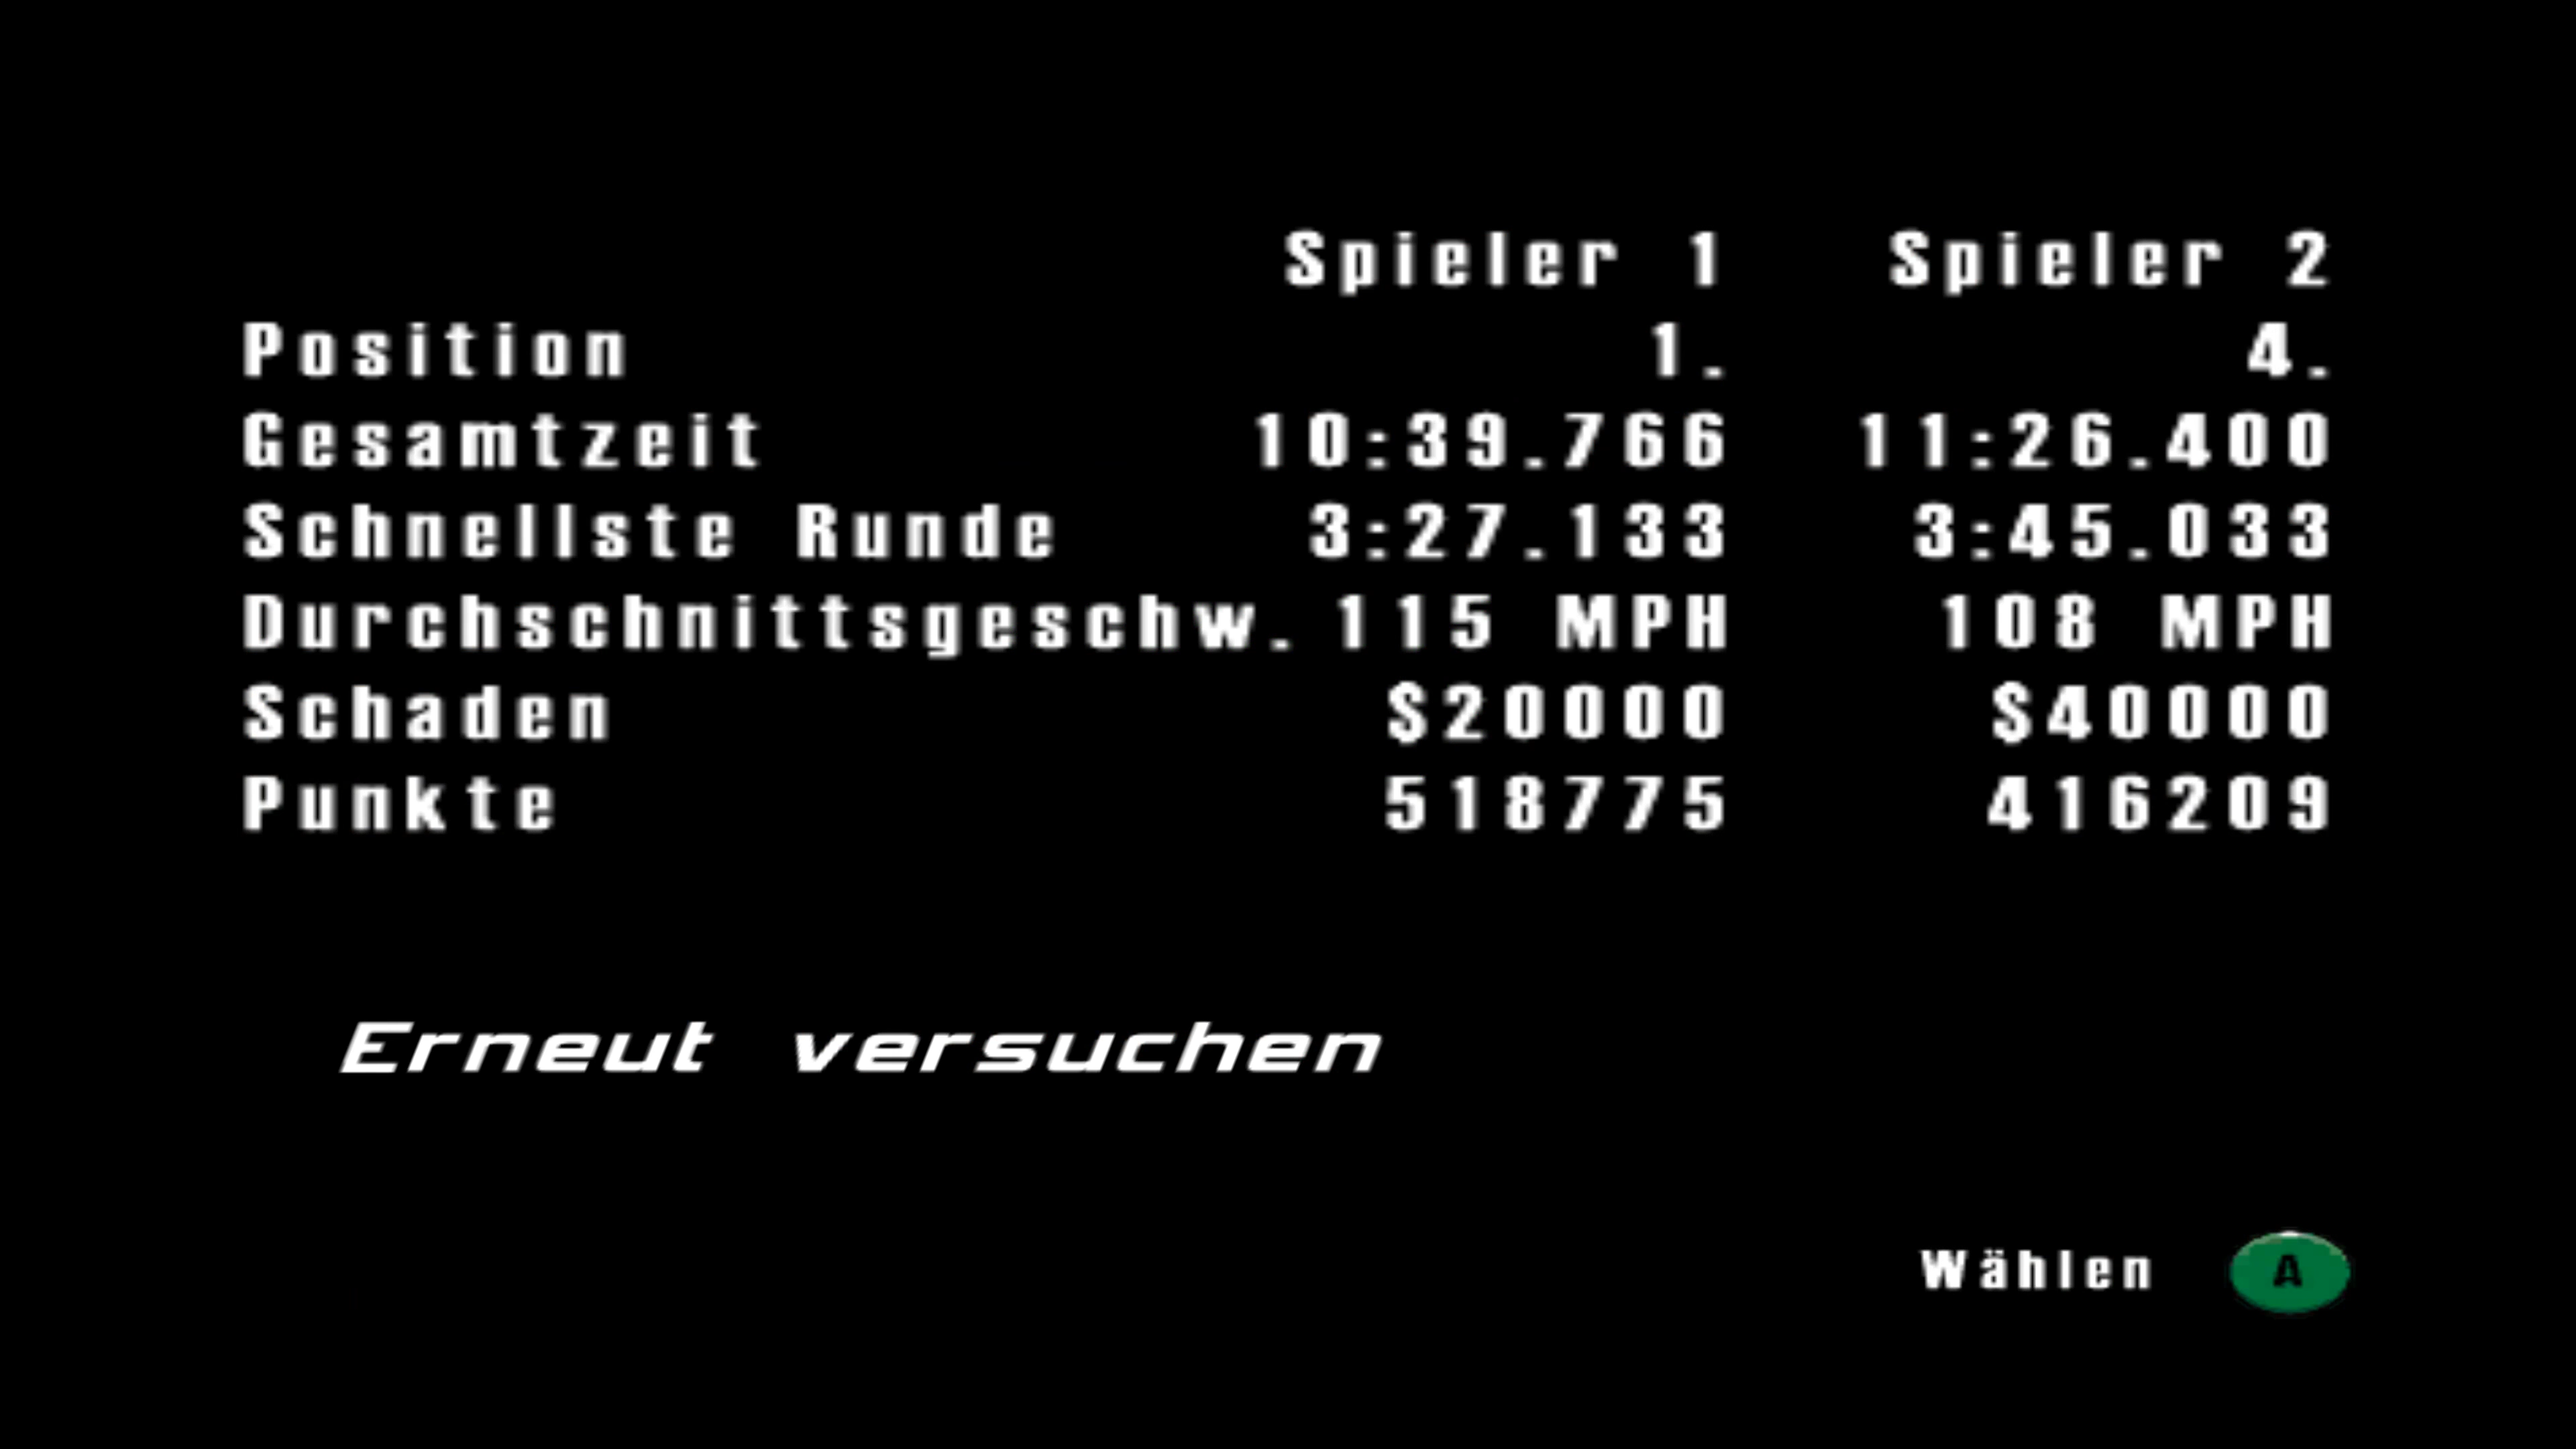 Spieler 1 Spieler 2
Position 1. 4.
Gesamtzeit 10:39.766 11:26.400
Schnellste Runde 3:27.133 3:45.033
Durchschnittsgeschw. 115 MPH 108 MPH
Schaden $20000 $40000
Punkte 518775 416209
Erneut versuchen
Wählen A